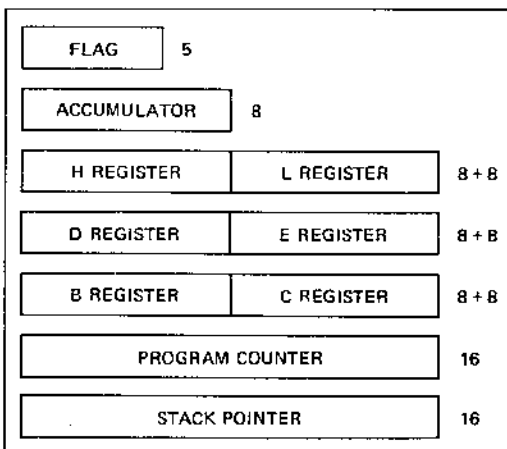 FLAG 5
ACCUMULATOR 8
H REGISTER L REGISTER 8+8
D REGISTER E REGISTER 8+8
B REGISTER C REGISTER 8+8
PROGRAM COUNTER 16
STACK POINTER 16